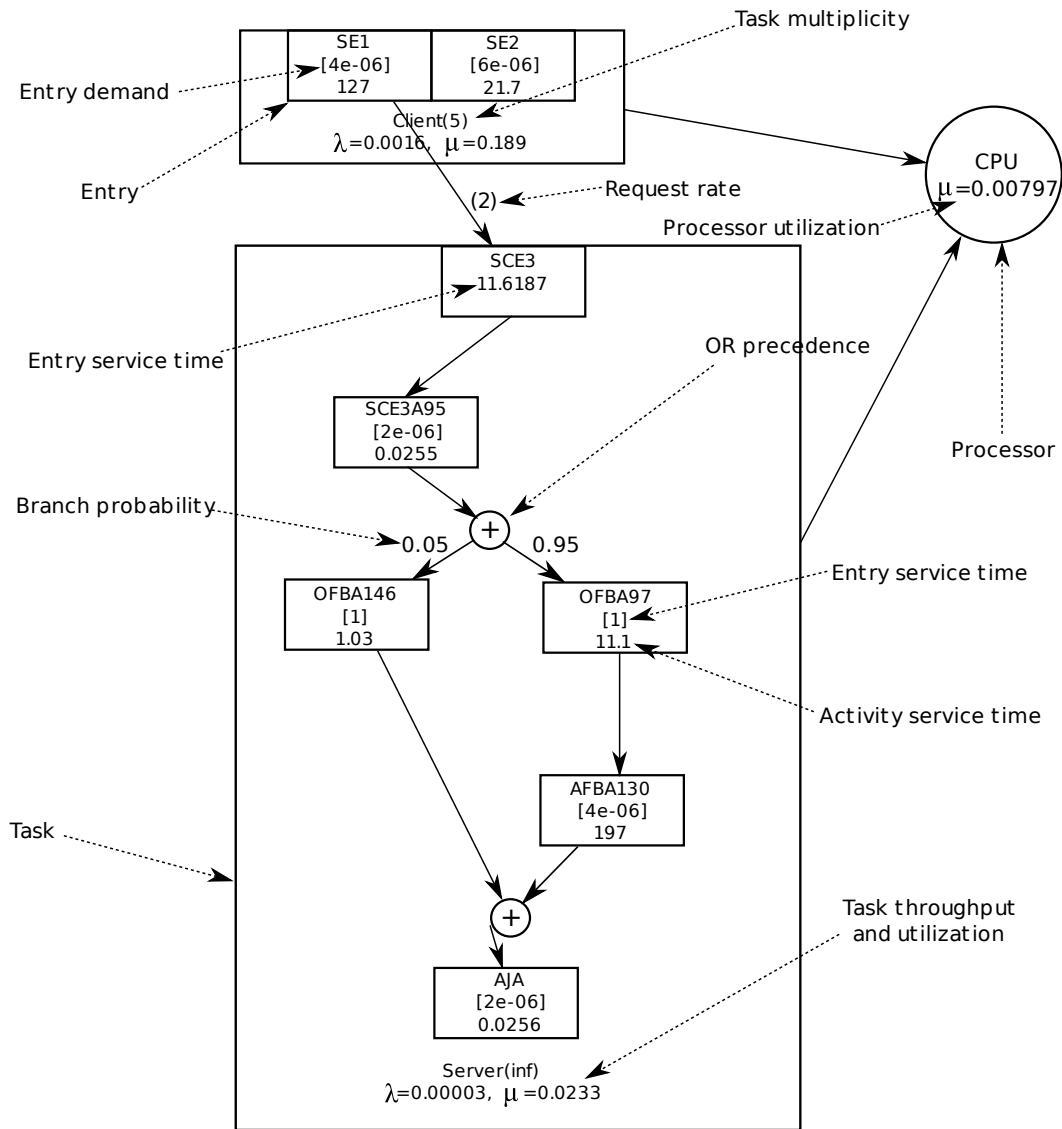 Task multiplicity
SE1
[4e-06]
127
SE2
[6e-06]
21.7
Entry demand
Client(5)
λ=0.0016, μ=0.189
Entry
CPU
μ=0.00797
(2)
Request rate
Processor utilization
SCE3
11.6187
Entry service time
OR precedence
SCE3A95
[2e-06]
0.0255
Processor
Branch probability
+
0.05
0.95
OFBA146
[1]
1.03
OFBA97
[1]
11.1
Entry service time
Activity service time
AFBA130
[4e-06]
197
Task
+
Task throughput
and utilization
AJA
[2e-06]
0.0256
Server(inf)
λ=0.00003, μ=0.0233